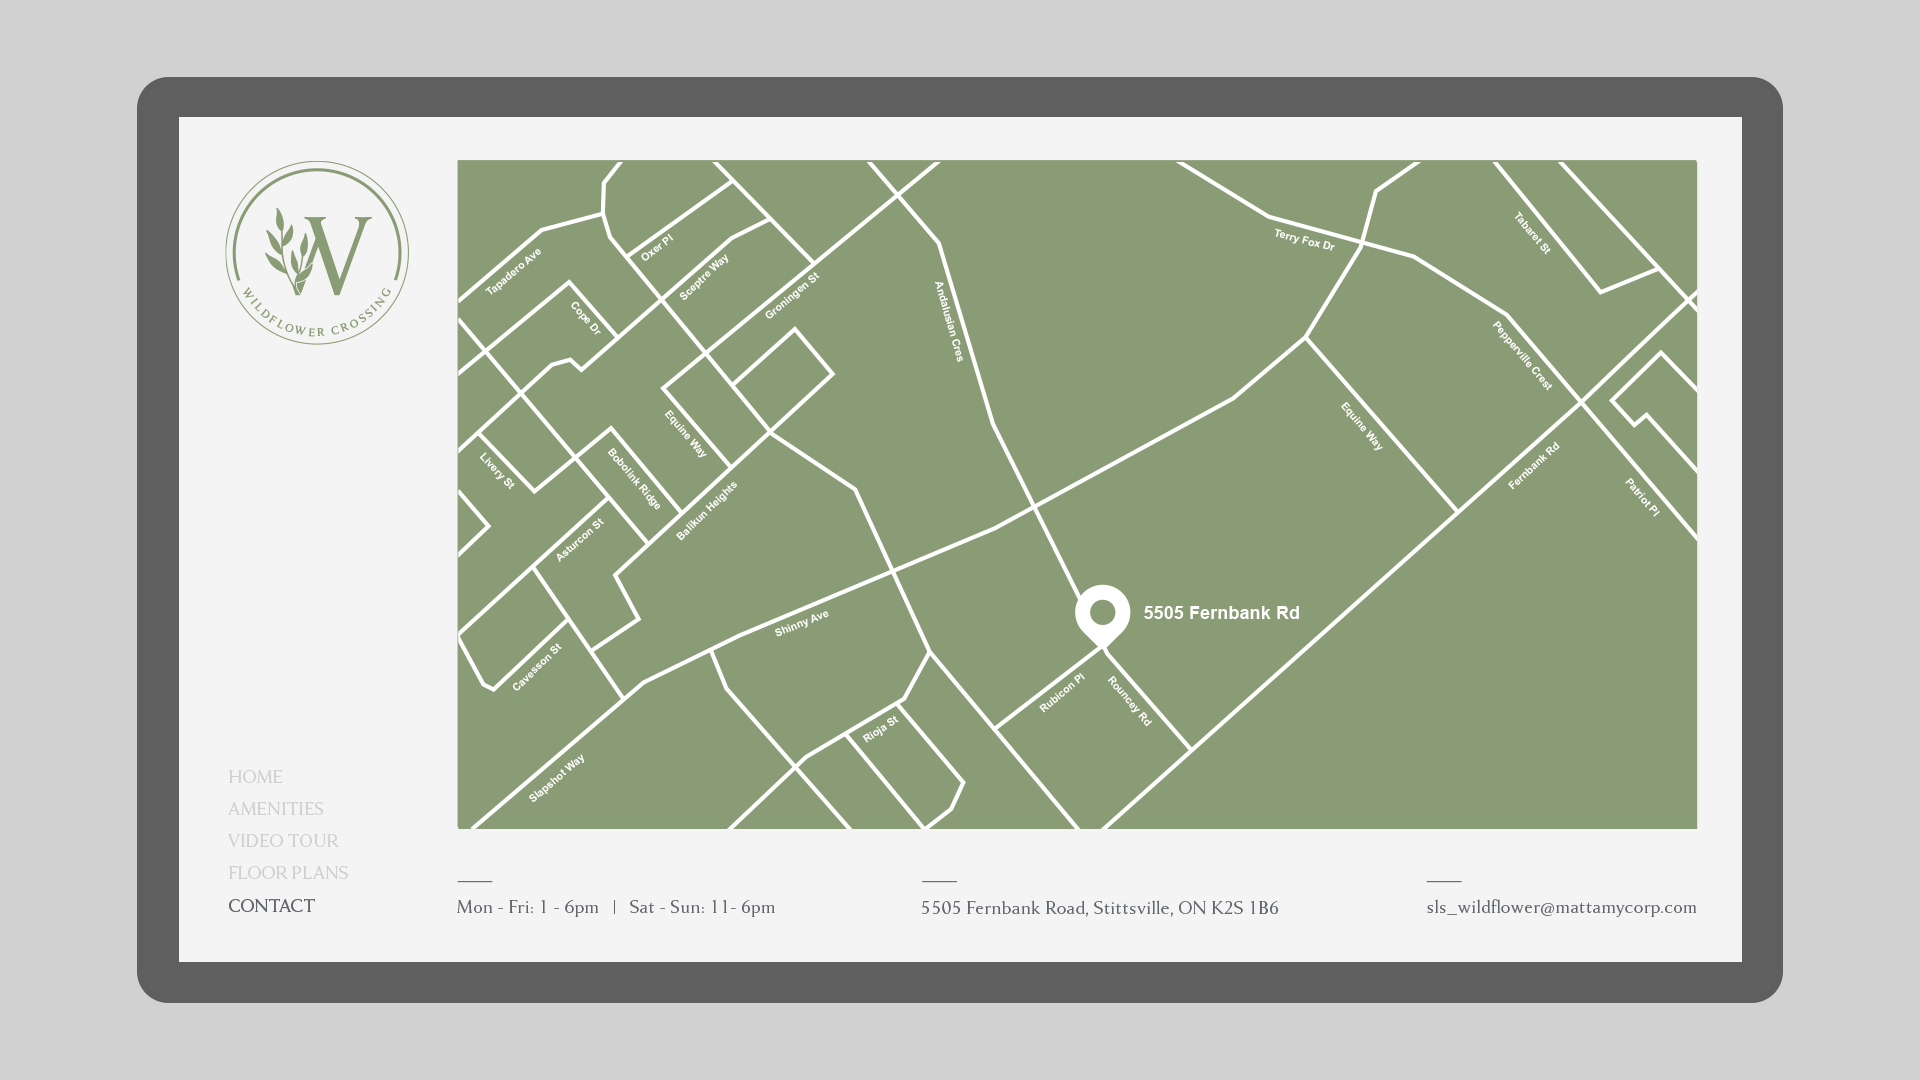 WILDFLOWER CROSSING
W
HOME
AMENITIES
VIDEO TOUR
FLOOR PLANS
CONTACT
Tapadero Ave
Oxer Pl
Sceptre Way
Groningen St
Cope Dr
Andalusian Cres
Terry Fox Dr
Tabaret St
Pepperville Crest
Equine Way
Equine Way
Fernbank Rd
Patriot Pl
Livery St
Bobolink Ridge
Balikun Heights
Asturcon St
Cavesson St
Shinny Ave
5505 Fernbank Rd
Rubicon Pl
Rouncey Rd
Rioja St
Slapshot Way
Mon - Fri: 1 - 6pm | Sat - Sun: 11- 6pm
5505 Fernbank Road, Stittsville, ON K2S 1B6
sls_wildflower@mattamycorp.com